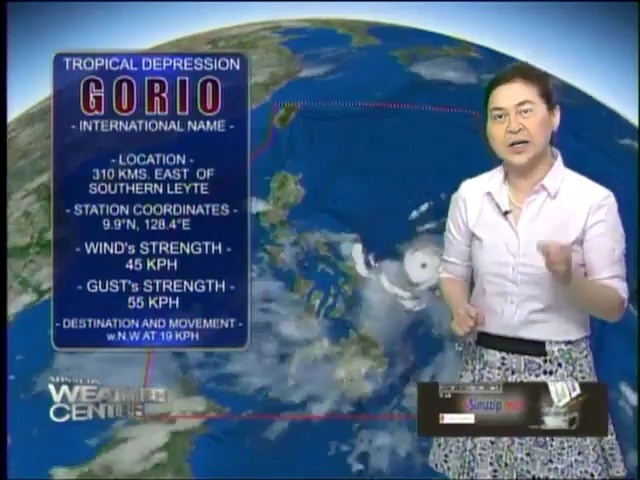 TROPICAL DEPRESSION
GORIO
- INTERNATIONAL NAME -
- LOCATION -
310 KMS. EAST OF
SOUTHERN LEYTE
- STATION COORDINATES -
9.9°N, 128.4°E
- WIND's STRENGTH -
45 KPH
- GUST's STRENGTH -
55 KPH
- DESTINATION AND MOVEMENT -
W.N.W AT 19 KPH
WEATHER
CENTRE